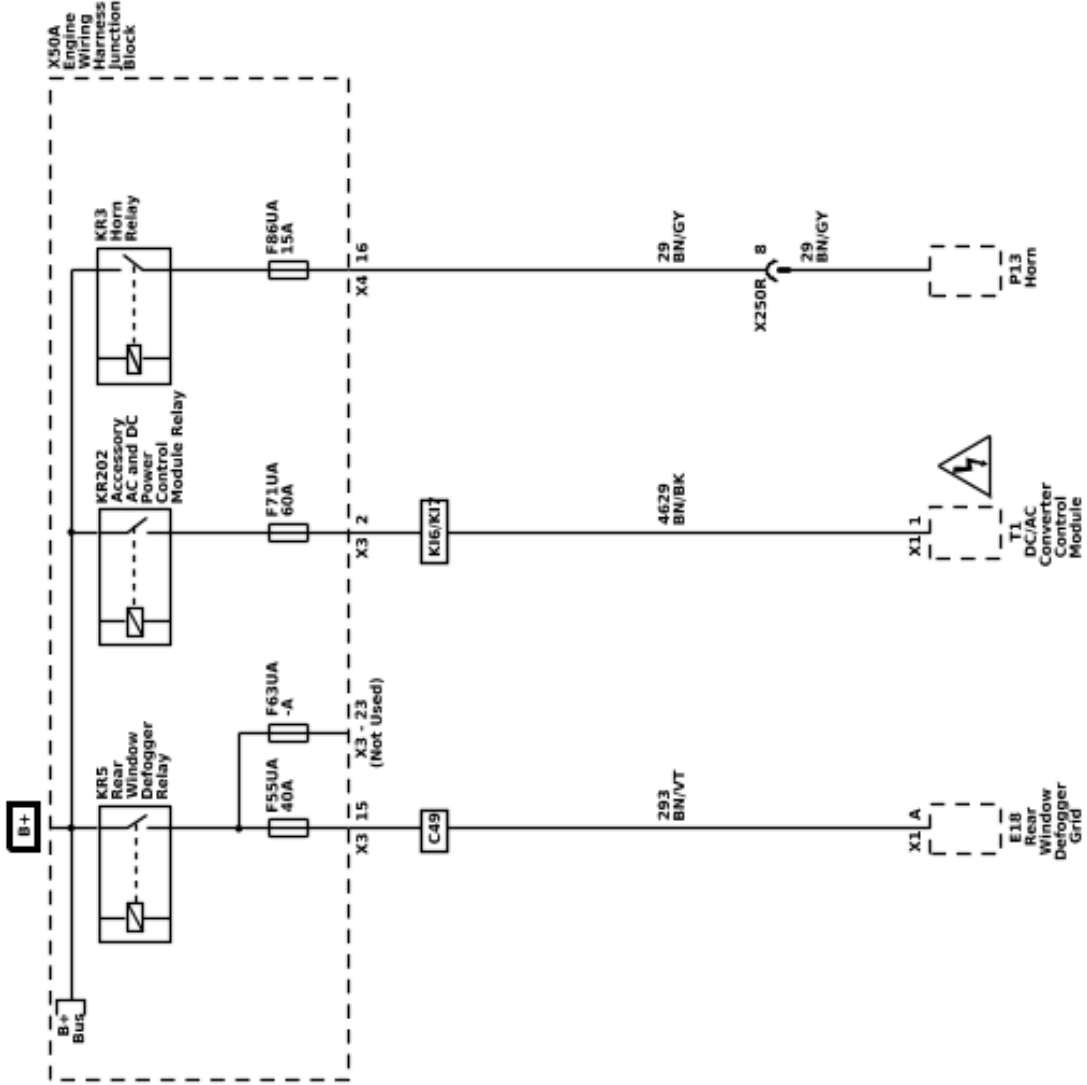 X50A
Engine
Wiring
Harness
Junction
Block
B+
B+
Bus
KR5
Rear
Window
Defogger
Relay
KR202
Accessory
AC and DC
Power
Control
Module Relay
KR3
Horn
Relay
F55UA
40A
F63UA
-A
F71UA
60A
F86UA
15A
X3 15
X3 - 23
(Not Used)
X3 2
X4 16
C49
KJ6/KJ7
293
BN/VT
4629
BN/BK
29
BN/GY
X250R 8
29
BN/GY
X1 A
X1 1
E18
Rear
Window
Defogger
Grid
T1
DC/AC
Converter
Control
Module
P13
Horn